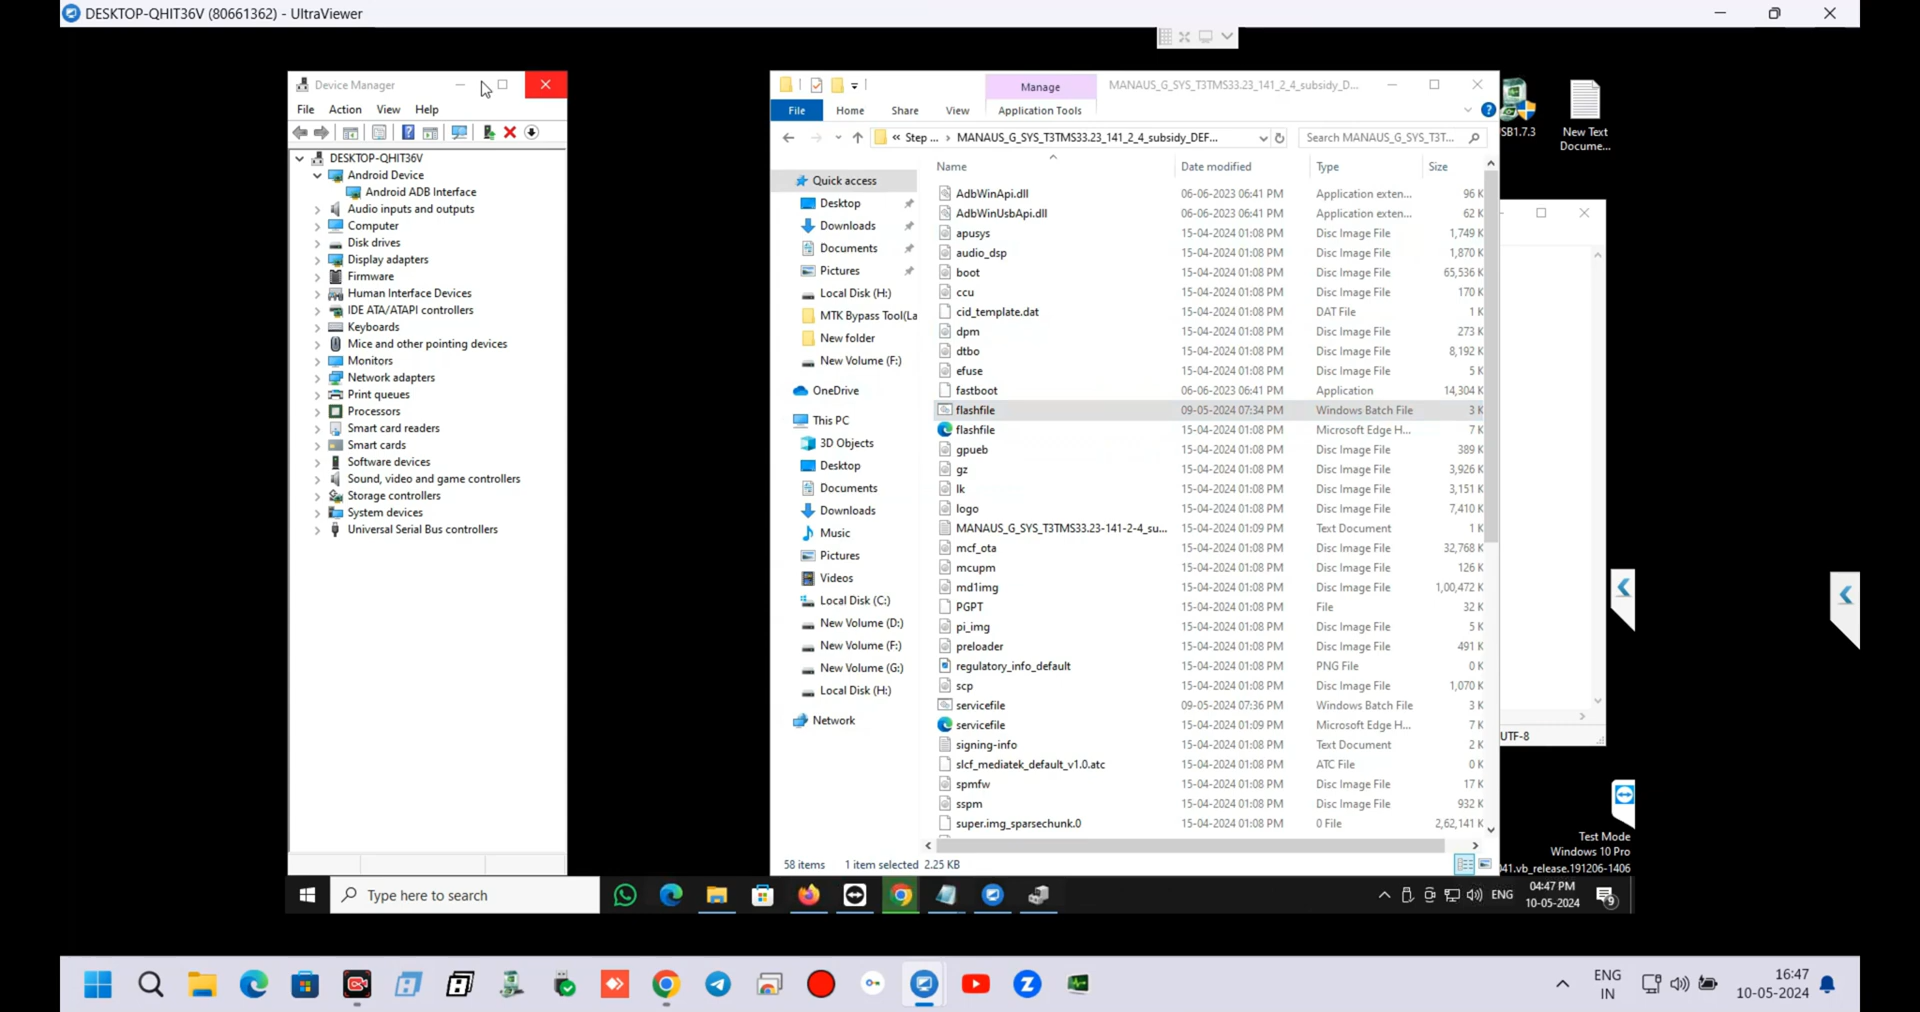 DESKTOP-QHIT36V (80661362) - UltraViewer
Device Manager
File Action View Help
DESKTOP-QHIT36V
Android Device
Android ADB Interface
Audio inputs and outputs
Computer
Disk drives
Display adapters
Firmware
Human Interface Devices
IDE ATA/ATAPI controllers
Keyboards
Mice and other pointing devices
Monitors
Network adapters
Print queues
Processors
Smart card readers
Smart cards
Software devices
Sound, video and game controllers
Storage controllers
System devices
Universal Serial Bus controllers
Manage MANAUS_G_SYS_T3TMS33.23_141_2_4_subsidy_D...
File Home Share View Application Tools
« Step ... › MANAUS_G_SYS_T3TMS33.23_141_2_4_subsidy_DEF... Search MANAUS_G_SYS_T3T...
Quick access
Desktop
Downloads
Documents
Pictures
Local Disk (H:)
MTK Bypass Tool(La
New folder
New Volume (F:)
OneDrive
This PC
3D Objects
Desktop
Documents
Downloads
Music
Pictures
Videos
Local Disk (C:)
New Volume (D:)
New Volume (F:)
New Volume (G:)
Local Disk (H:)
Network
Name Date modified Type Size
AdbWinApi.dll 06-06-2023 06:41 PM Application exten... 96 K
AdbWinUsbApi.dll 06-06-2023 06:41 PM Application exten... 62 K
apusys 15-04-2024 01:08 PM Disc Image File 1,749 K
audio_dsp 15-04-2024 01:08 PM Disc Image File 1,870 K
boot 15-04-2024 01:08 PM Disc Image File 65,536 K
ccu 15-04-2024 01:08 PM Disc Image File 170 K
cid_template.dat 15-04-2024 01:08 PM DAT File 1 K
dpm 15-04-2024 01:08 PM Disc Image File 273 K
dtbo 15-04-2024 01:08 PM Disc Image File 8,192 K
efuse 15-04-2024 01:08 PM Disc Image File 5 K
fastboot 06-06-2023 06:41 PM Application 14,304 K
flashfile 09-05-2024 07:34 PM Windows Batch File 3 K
flashfile 15-04-2024 01:08 PM Microsoft Edge H... 7 K
gpueb 15-04-2024 01:08 PM Disc Image File 389 K
gz 15-04-2024 01:08 PM Disc Image File 3,926 K
lk 15-04-2024 01:08 PM Disc Image File 3,151 K
logo 15-04-2024 01:08 PM Disc Image File 7,410 K
MANAUS_G_SYS_T3TMS33.23-141-2-4_su... 15-04-2024 01:09 PM Text Document 1 K
mcf_ota 15-04-2024 01:08 PM Disc Image File 32,768 K
mcupm 15-04-2024 01:08 PM Disc Image File 126 K
md1img 15-04-2024 01:08 PM Disc Image File 1,00,472 K
PGPT 15-04-2024 01:08 PM File 32 K
pi_img 15-04-2024 01:08 PM Disc Image File 5 K
preloader 15-04-2024 01:08 PM Disc Image File 491 K
regulatory_info_default 15-04-2024 01:08 PM PNG File 0 K
scp 15-04-2024 01:08 PM Disc Image File 1,070 K
servicefile 09-05-2024 07:36 PM Windows Batch File 3 K
servicefile 15-04-2024 01:09 PM Microsoft Edge H... 7 K
signing-info 15-04-2024 01:08 PM Text Document 2 K
slcf_mediatek_default_v1.0.atc 15-04-2024 01:08 PM ATC File 0 K
spmfw 15-04-2024 01:08 PM Disc Image File 17 K
sspm 15-04-2024 01:08 PM Disc Image File 932 K
super.img_sparsechunk.0 15-04-2024 01:08 PM 0 File 2,62,141 K
58 items 1 item selected 2.25 KB
SB1.7.3
New Text
Docume...
UTF-8
Test Mode
Windows 10 Pro
041.vb_release.191206-1406
Type here to search
ENG
04:47 PM
10-05-2024
9
ENG
IN
16:47
10-05-2024